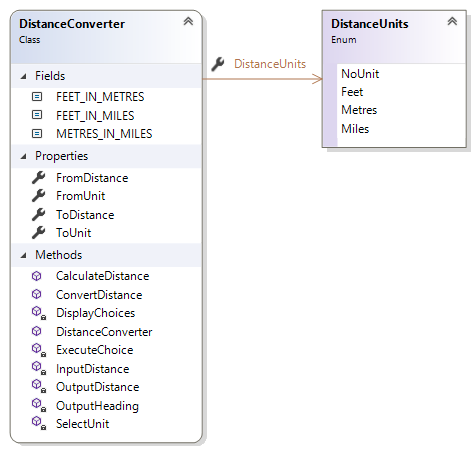 DistanceConverter
Class
Fields
FEET_IN_METRES
FEET_IN_MILES
METRES_IN_MILES
Properties
FromDistance
FromUnit
ToDistance
ToUnit
Methods
CalculateDistance
ConvertDistance
DisplayChoices
DistanceConverter
ExecuteChoice
InputDistance
OutputDistance
OutputHeading
SelectUnit
DistanceUnits
DistanceUnits
Enum
NoUnit
Feet
Metres
Miles